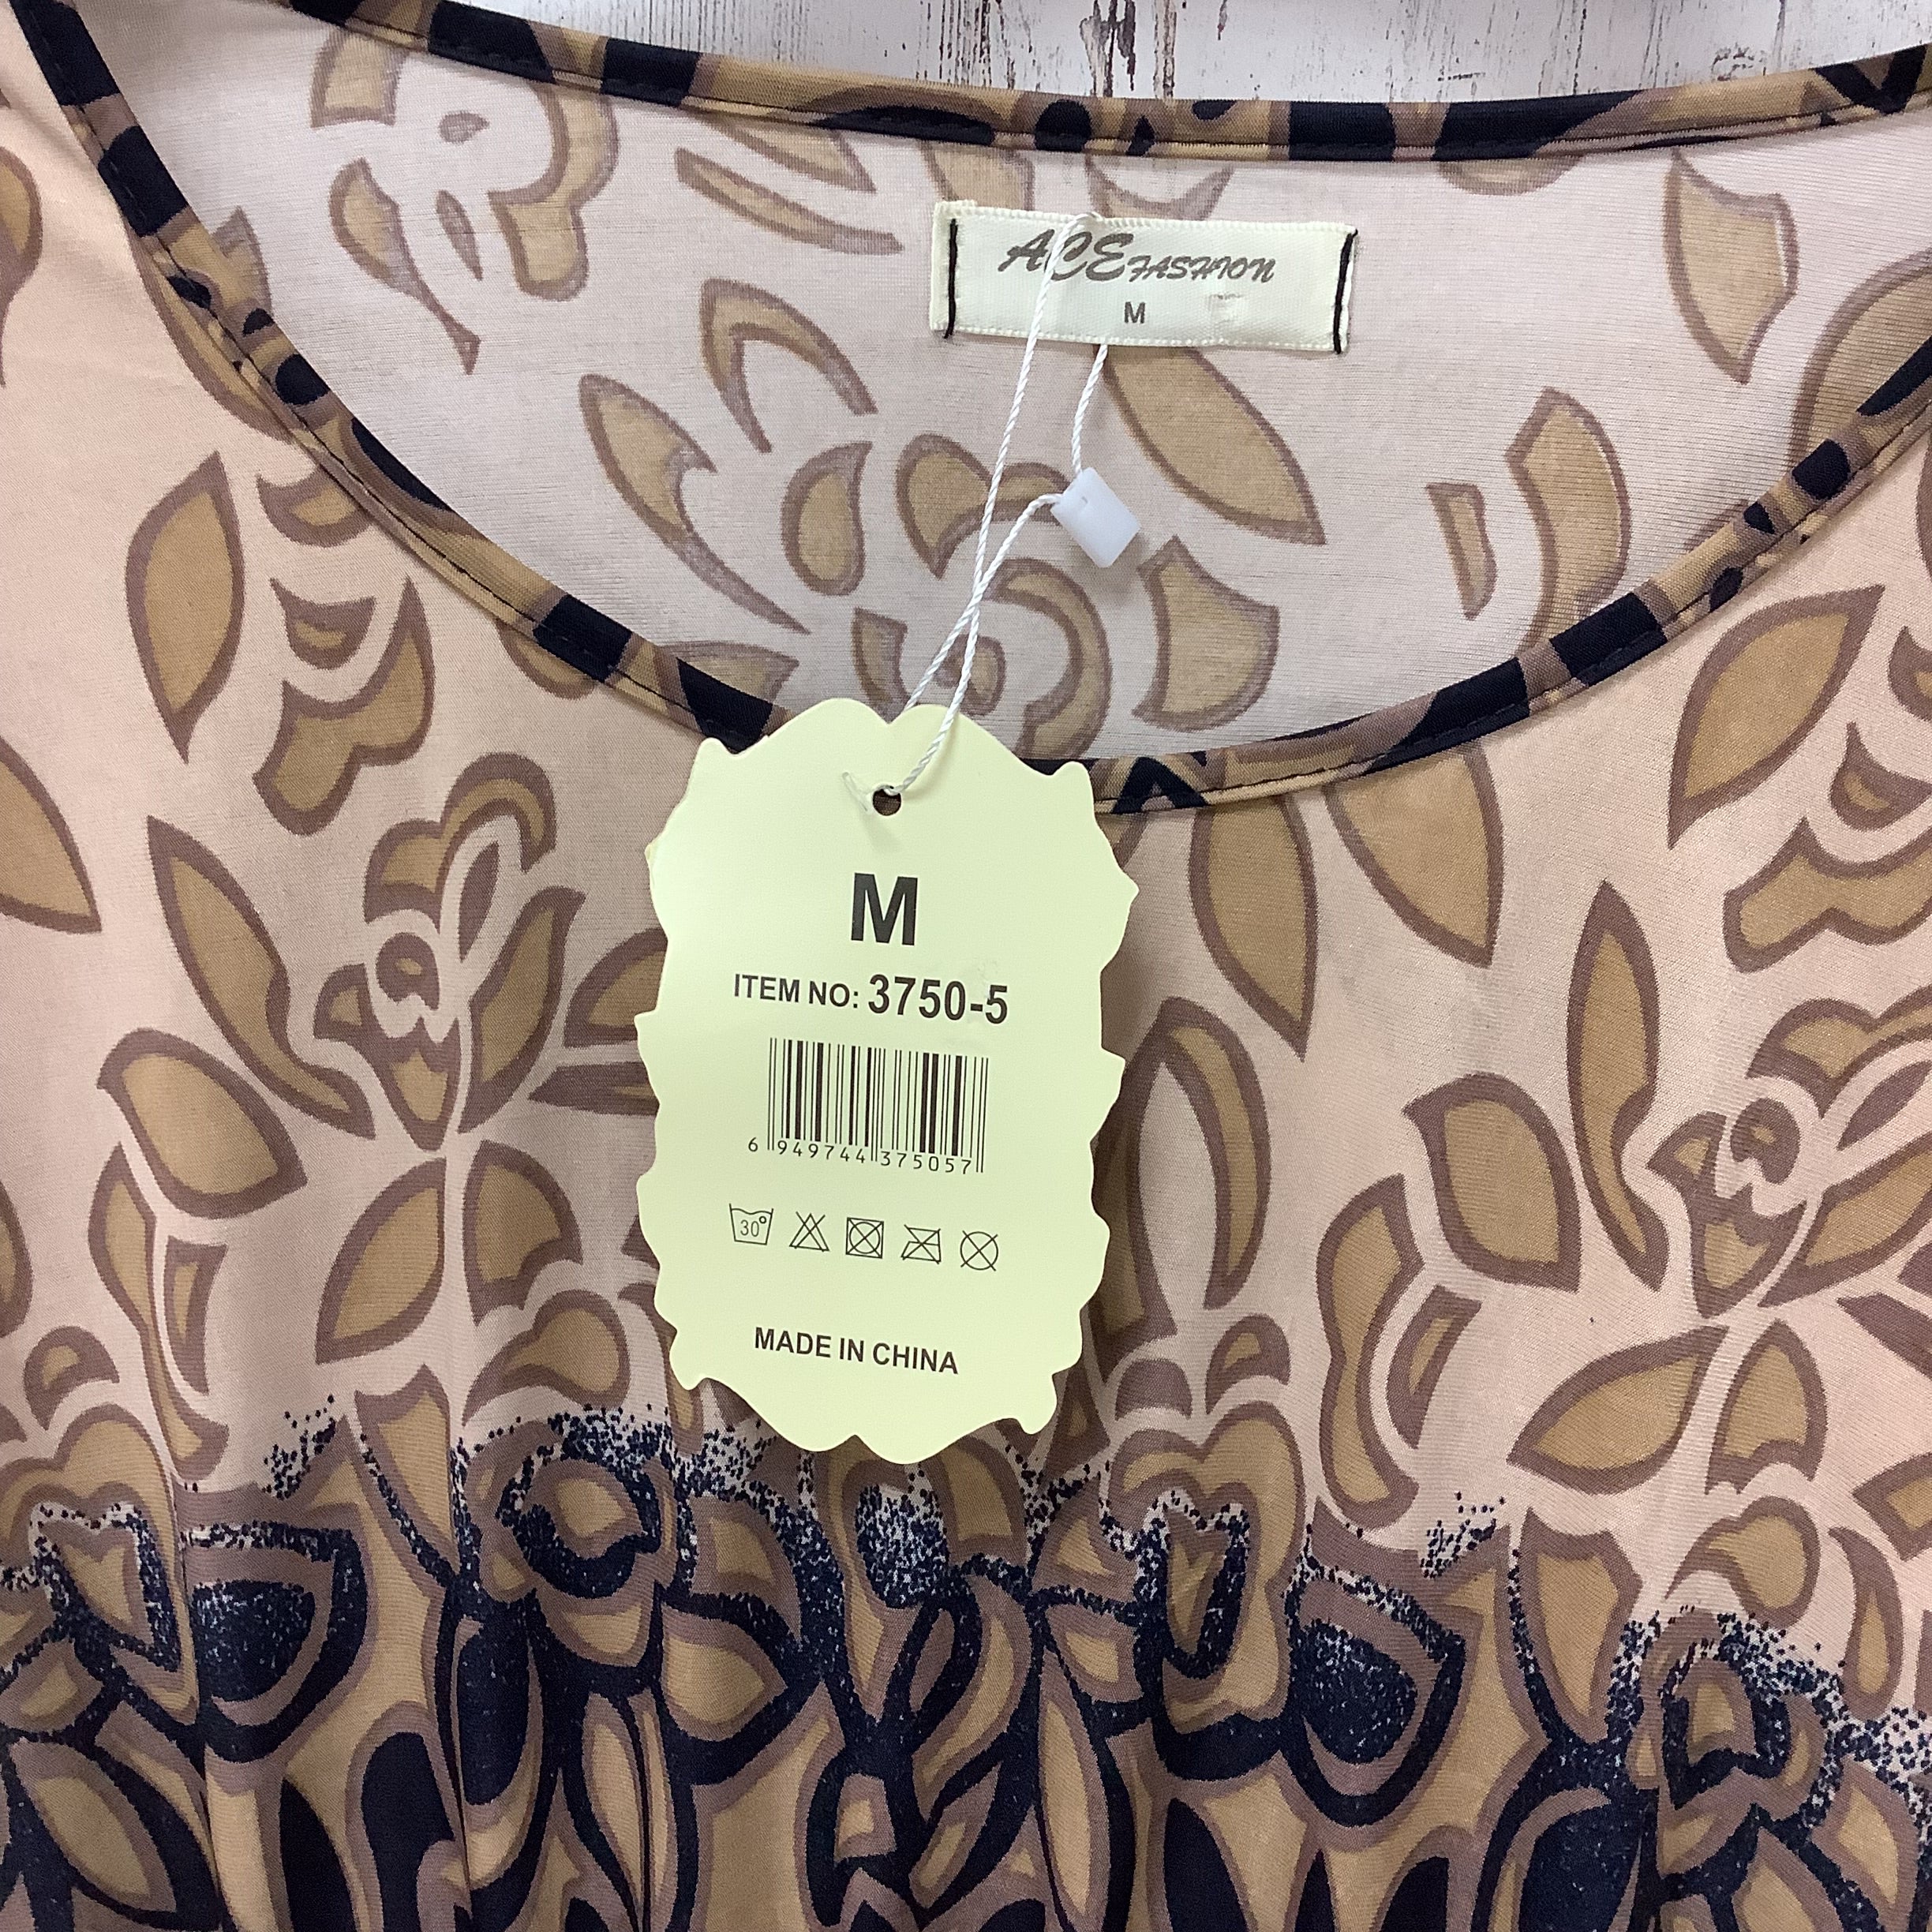 ACE FASHION
M
M
ITEM NO: 3750-5
6 949744 375057
30°
MADE IN CHINA